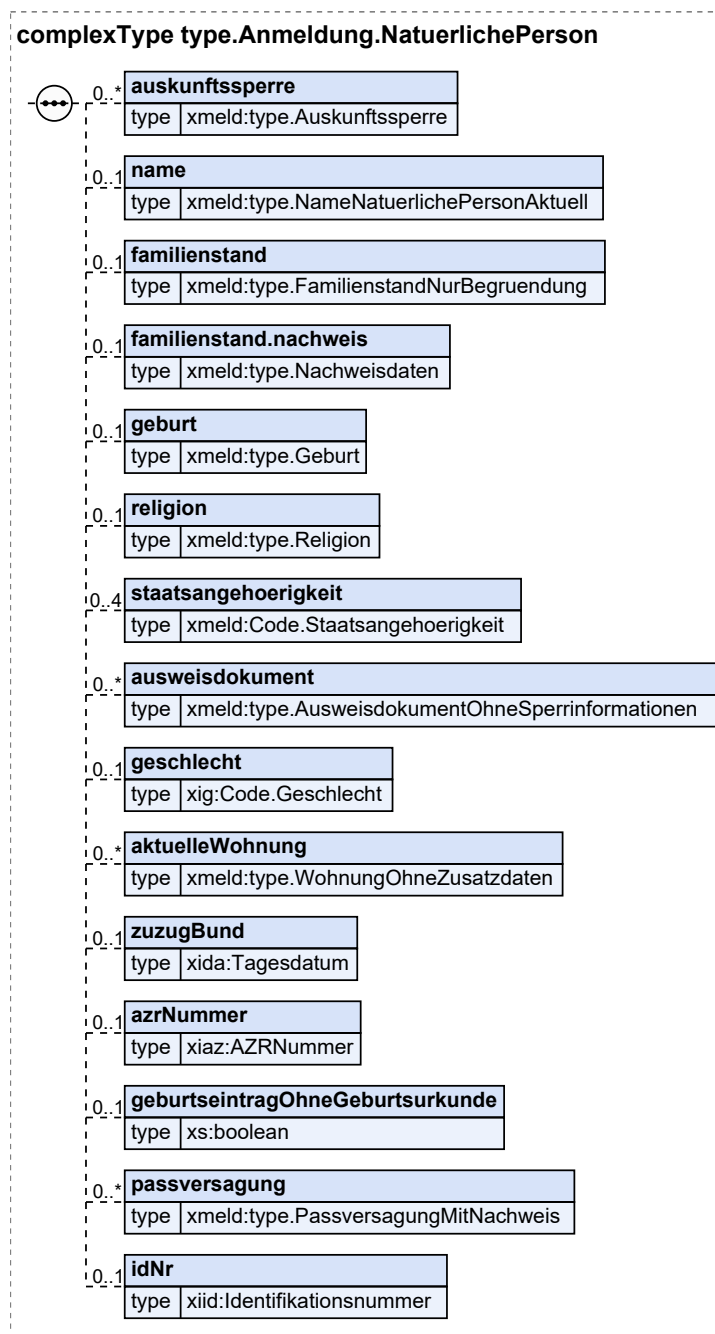 complexType type.Anmeldung.NatuerlichePerson
0..* auskunftssperre
type xmeld:type.Auskunftssperre
0..1 name
type xmeld:type.NameNatuerlichePersonAktuell
0..1 familienstand
type xmeld:type.FamilienstandNurBegruendung
0..1 familienstand.nachweis
type xmeld:type.Nachweisdaten
0..1 geburt
type xmeld:type.Geburt
0..1 religion
type xmeld:type.Religion
0..4 staatsangehoerigkeit
type xmeld:Code.Staatsangehoerigkeit
0..* ausweisdokument
type xmeld:type.AusweisdokumentOhneSperrinformationen
0..1 geschlecht
type xig:Code.Geschlecht
0..* aktuelleWohnung
type xmeld:type.WohnungOhneZusatzdaten
0..1 zuzugBund
type xida:Tagesdatum
0..1 azrNummer
type xiaz:AZRNummer
0..1 geburtseintragOhneGeburtsurkunde
type xs:boolean
0..* passversagung
type xmeld:type.PassversagungMitNachweis
0..1 idNr
type xiid:Identifikationsnummer